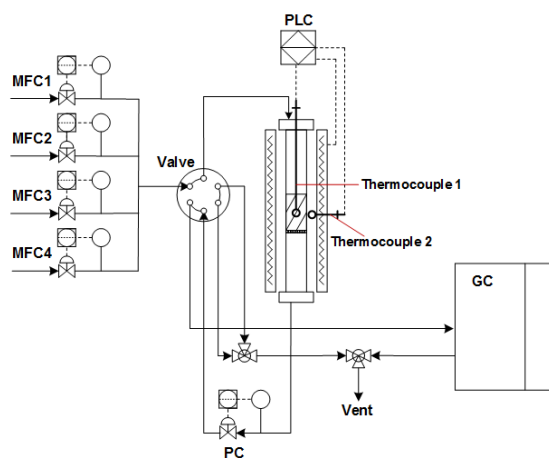 PLC
MFC1
MFC2
Valve
MFC3
Thermocouple 1
MFC4
Thermocouple 2
GC
Vent
PC